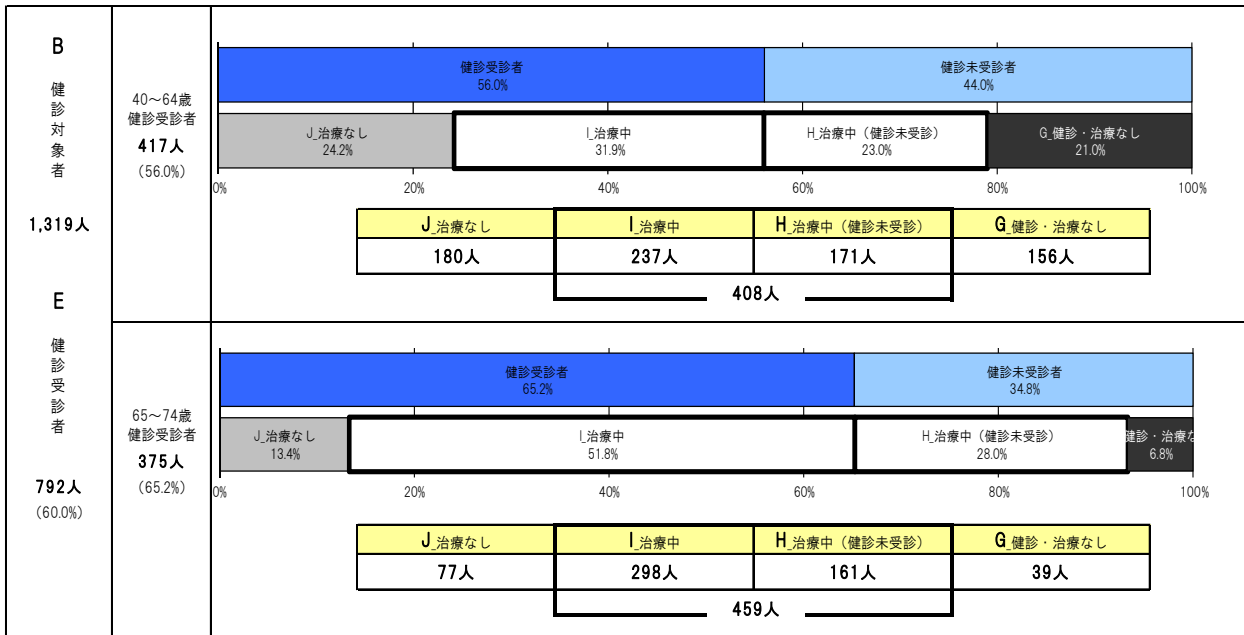 B
健
診
対
象
者
1,319人
E
健
診
受
診
者
792人
(60.0%)
40～64歳
健診受診者
417人
(56.0%)
健診受診者
56.0%
健診未受診者
44.0%
J_治療なし
24.2%
I_治療中
31.9%
H_治療中（健診未受診）
23.0%
G_健診・治療なし
21.0%
0% 20% 40% 60% 80% 100%
J_治療なし I_治療中 H_治療中（健診未受診） G_健診・治療なし
180人 237人 171人 156人
408人
65～74歳
健診受診者
375人
(65.2%)
健診受診者
65.2%
健診未受診者
34.8%
J_治療なし
13.4%
I_治療中
51.8%
H_治療中（健診未受診）
28.0%
健診・治療な
6.8%
0% 20% 40% 60% 80% 100%
J_治療なし I_治療中 H_治療中（健診未受診） G_健診・治療なし
77人 298人 161人 39人
459人